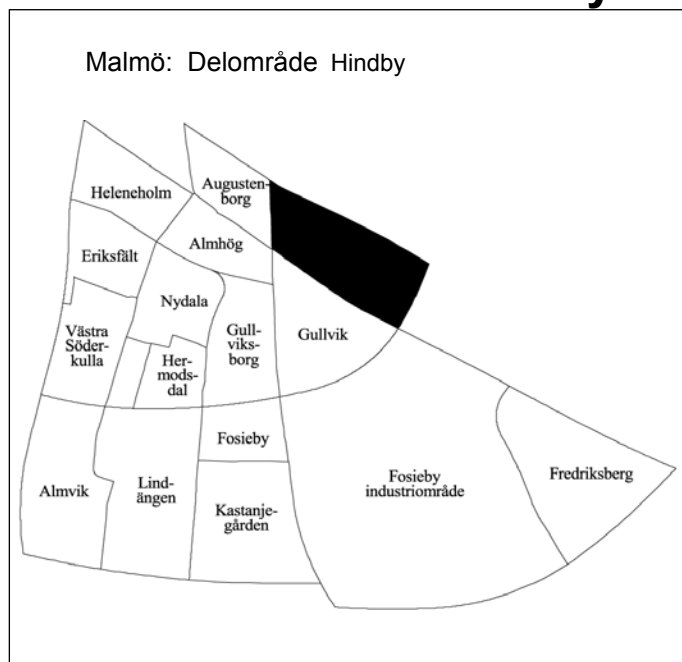 Malmö: Delområde Hindby
Heleneholm
Augusten-
borg
Almhög
Eriksfält
Nydala
Västra
Söder-
kulla
Gull-
viks-
borg
Gullvik
Her-
mods-
dal
Fosieby
Almvik
Lind-
ängen
Kastanje-
gården
Fosieby
industriområde
Fredriksberg